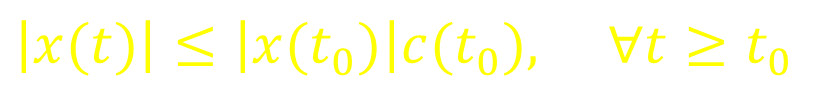 |x(t)| ≤ |x(t₀)|c(t₀), ∀t ≥ t₀